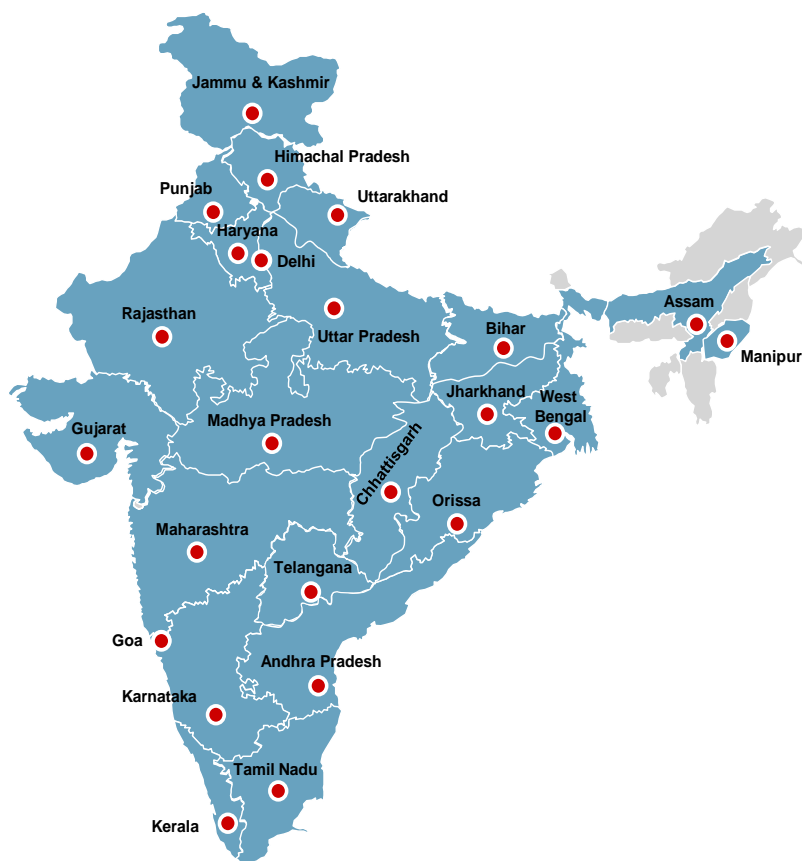 Jammu & Kashmir
Himachal Pradesh
Punjab
Uttarakhand
Haryana
Delhi
Assam
Rajasthan
Uttar Pradesh
Bihar
Manipur
Jharkhand
West
Bengal
Madhya Pradesh
Gujarat
Chhattisgarh
Orissa
Maharashtra
Telangana
Goa
Andhra Pradesh
Karnataka
Tamil Nadu
Kerala